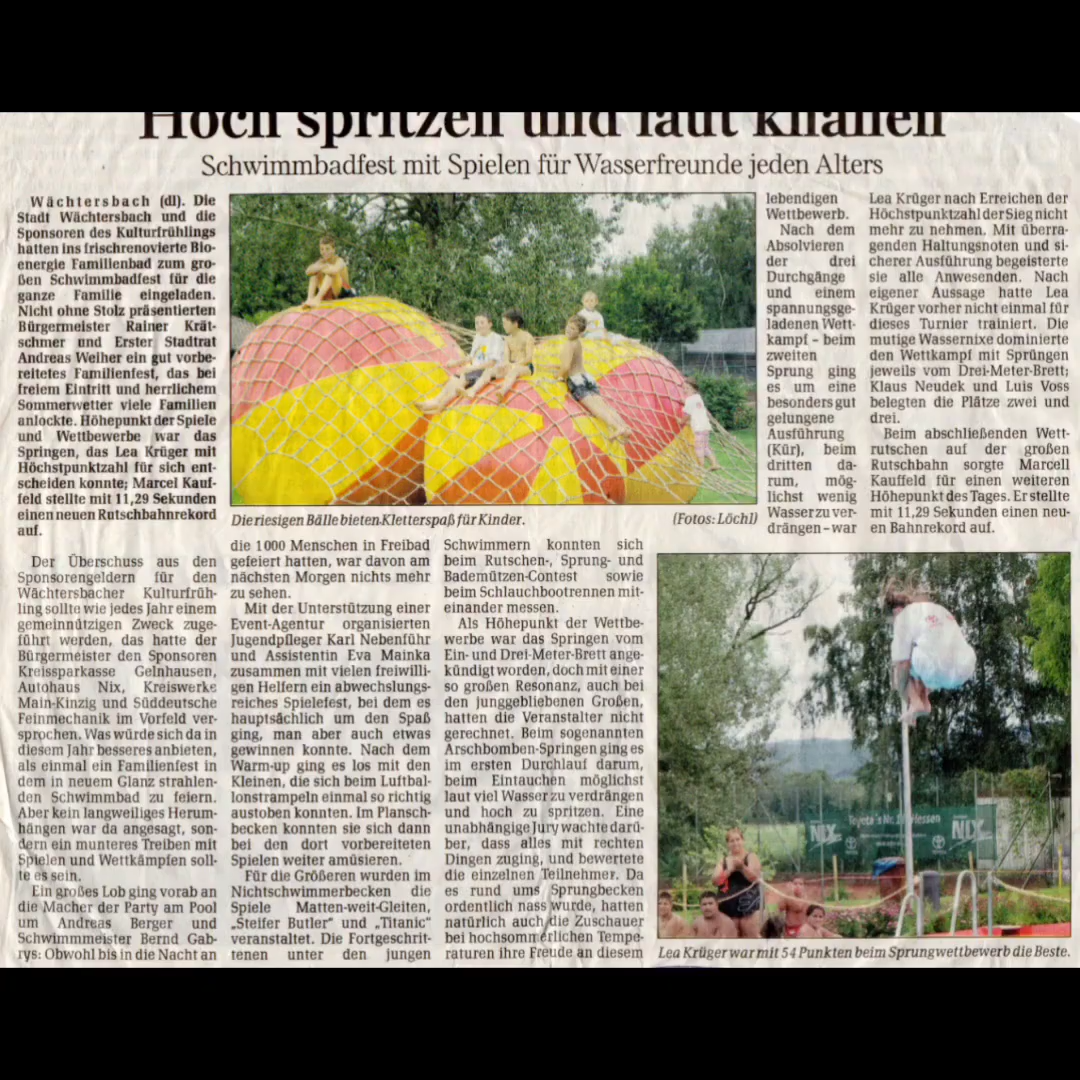 Hoch spritzen und laut knallen
Schwimmbadfest mit Spielen für Wasserfreunde jeden Alters
Wächtersbach (dl). Die
Stadt Wächtersbach und die
Sponsoren des Kulturfrühlings
hatten ins frischrenovierte Bio-
energie Familienbad zum gro-
ßen Schwimmbadfest für die
ganze Familie eingeladen.
Nicht ohne Stolz präsentierten
Bürgermeister Rainer Krät-
schmer und Erster Stadtrat
Andreas Weiher ein gut vorbe-
reitetes Familienfest, das bei
freiem Eintritt und herrlichem
Sommerwetter viele Familien
anlockte. Höhepunkt der Spiele
und Wettbewerbe war das
Springen, das Lea Krüger mit
Höchstpunktzahl für sich ent-
scheiden konnte; Marcel Kauf-
feld stellte mit 11,29 Sekunden
einen neuen Rutschbahnrekord
auf.
Der Überschuss aus den
Sponsorengeldern für den
Wächtersbacher Kulturfrüh-
ling sollte wie jedes Jahr einem
gemeinnützigen Zweck zuge-
führt werden, das hatte der
Bürgermeister den Sponsoren
Kreissparkasse Gelnhausen,
Autohaus Nix, Kreiswerke
Main-Kinzig und Süddeutsche
Feinmechanik im Vorfeld ver-
sprochen. Was würde sich da in
diesem Jahr besseres anbieten,
als einmal ein Familienfest in
dem in neuem Glanz strahlen-
den Schwimmbad zu feiern.
Aber kein langweiliges Herum-
hängen war da angesagt, son-
dern ein munteres Treiben mit
Spielen und Wettkämpfen soll-
te es sein.
Ein großes Lob ging vorab an
die Macher der Party am Pool
um Andreas Berger und
Schwimmmeister Bernd Gab-
rys: Obwohl bis in die Nacht an
Die riesigen Bälle bieten Kletterspaß für Kinder. (Fotos: Löchl)
die 1000 Menschen in Freibad
gefeiert hatten, war davon am
nächsten Morgen nichts mehr
zu sehen.
Mit der Unterstützung einer
Event-Agentur organisierten
Jugendpfleger Karl Nebenführ
und Assistentin Eva Mainka
zusammen mit vielen freiwilli-
gen Helfern ein abwechslungs-
reiches Spielefest, bei dem es
hauptsächlich um den Spaß
ging, man aber auch etwas
gewinnen konnte. Nach dem
Warm-up ging es los mit den
Kleinen, die sich beim Luftbal-
lonstrampeln einmal so richtig
austoben konnten. Im Plansch-
becken konnten sie sich dann
bei den dort vorbereiteten
Spielen weiter amüsieren.
Für die Größeren wurden im
Nichtschwimmerbecken die
Spiele Matten-weit-Gleiten,
„Steifer Butler" und „Titanic"
veranstaltet. Die Fortgeschrit-
tenen unter den jungen
Schwimmern konnten sich
beim Rutschen-, Sprung- und
Bademützen-Contest sowie
beim Schlauchbootrennen mit-
einander messen.
Als Höhepunkt der Wettbe-
werbe war das Springen vom
Ein- und Drei-Meter-Brett ange-
kündigt worden, doch mit einer
so großen Resonanz, auch bei
den junggebliebenen Großen,
hatten die Veranstalter nicht
gerechnet. Beim sogenannten
Arschbomben-Springen ging es
im ersten Durchlauf darum,
beim Eintauchen möglichst
laut viel Wasser zu verdrängen
und hoch zu spritzen. Eine
unabhängige Jury wachte darü-
ber, dass alles mit rechten
Dingen zuging, und bewertete
die einzelnen Teilnehmer. Da
es rund ums Sprungbecken
ordentlich nass wurde, hatten
natürlich auch die Zuschauer
bei hochsommerlichen Tempe-
raturen ihre Freude an diesem
lebendigen
Wettbewerb.
Nach dem
Absolvieren
der drei
Durchgänge
und einem
spannungsge-
ladenen Wett-
kampf – beim
zweiten
Sprung ging
es um eine
besonders gut
gelungene
Ausführung
(Kür), beim
dritten da-
rum, mög-
lichst wenig
Wasser zu ver-
drängen – war
Lea Krüger nach Erreichen der
Höchstpunktzahl der Sieg nicht
mehr zu nehmen. Mit überra-
genden Haltungsnoten und si-
cherer Ausführung begeisterte
sie alle Anwesenden. Nach
eigener Aussage hatte Lea
Krüger vorher nicht einmal für
dieses Turnier trainiert. Die
mutige Wassernixe dominierte
den Wettkampf mit Sprüngen
jeweils vom Drei-Meter-Brett;
Klaus Neudek und Luis Voss
belegten die Plätze zwei und
drei.
Beim abschließenden Wett-
rutschen auf der großen
Rutschbahn sorgte Marcell
Kauffeld für einen weiteren
Höhepunkt des Tages. Er stellte
mit 11,29 Sekunden einen neu-
en Bahnrekord auf.
NIX Toyota's Nr. 1 Hessen NIX
Lea Krüger war mit 54 Punkten beim Sprungwettbewerb die Beste.